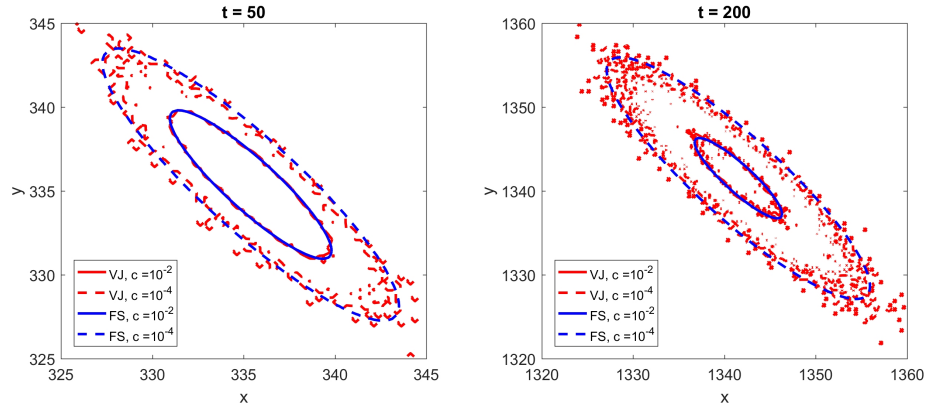 t = 50
345
340
335
330
325
y
325
330
335
340
345
x
VJ, c =10⁻²
VJ, c =10⁻⁴
FS, c =10⁻²
FS, c =10⁻⁴
t = 200
1360
1350
1340
1330
1320
y
1320
1330
1340
1350
1360
x
VJ, c =10⁻²
VJ, c =10⁻⁴
FS, c =10⁻²
FS, c =10⁻⁴